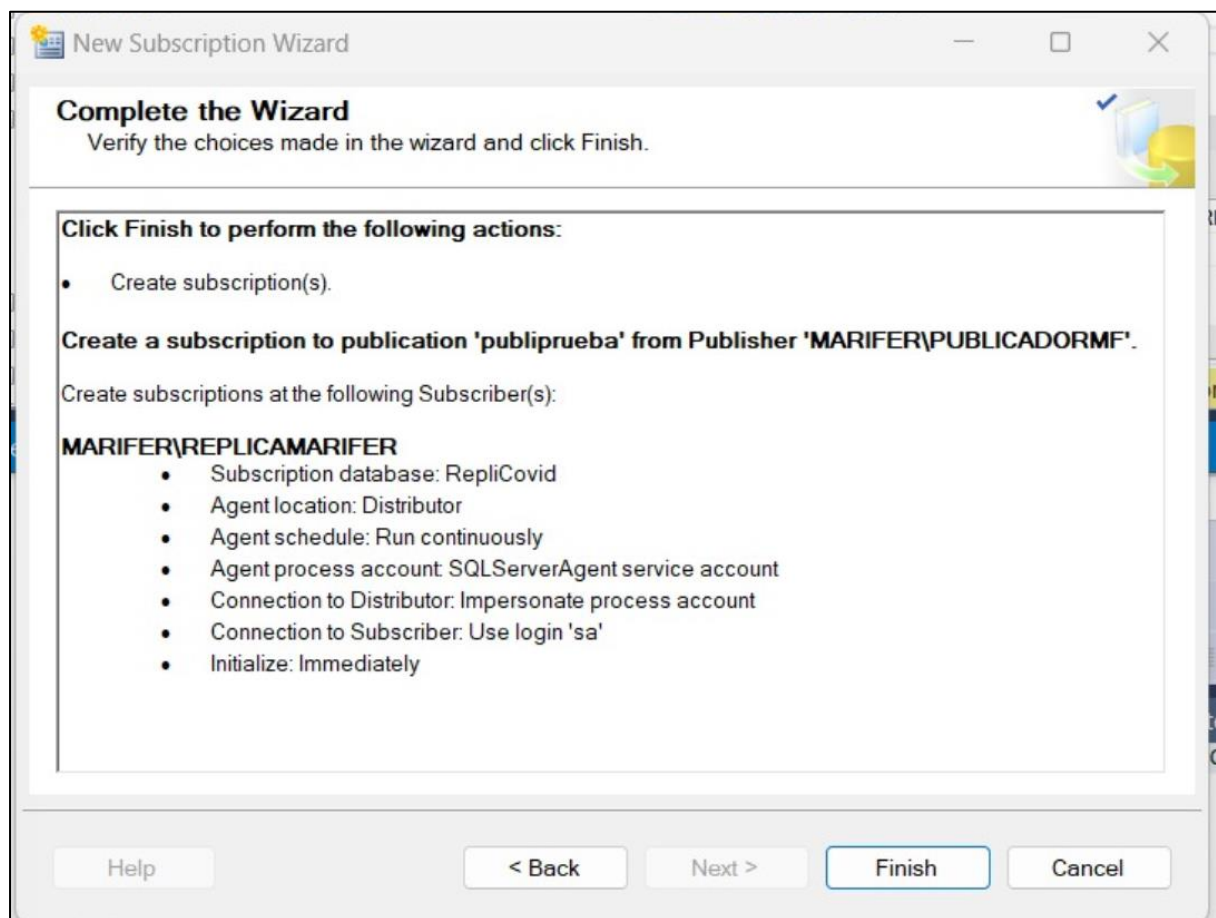 New Subscription Wizard
Complete the Wizard
Verify the choices made in the wizard and click Finish.
Click Finish to perform the following actions:
• Create subscription(s).
Create a subscription to publication 'publiprueba' from Publisher 'MARIFER\PUBLICADORMF'.
Create subscriptions at the following Subscriber(s):
MARIFER\REPLICAMARIFER
• Subscription database: RepliCovid
• Agent location: Distributor
• Agent schedule: Run continuously
• Agent process account: SQLServerAgent service account
• Connection to Distributor: Impersonate process account
• Connection to Subscriber: Use login 'sa'
• Initialize: Immediately
Help < Back Next > Finish Cancel